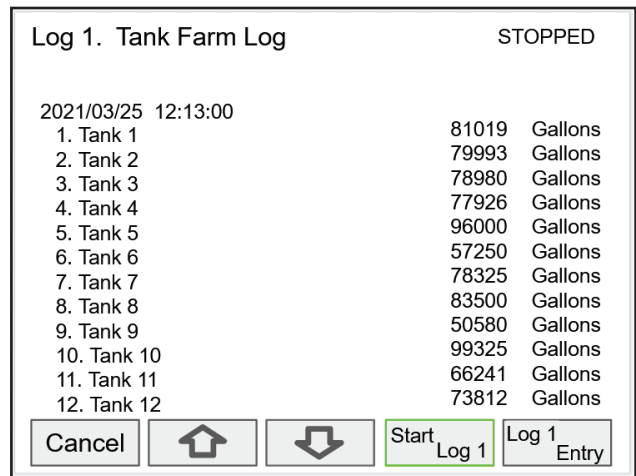 Log 1. Tank Farm Log STOPPED
2021/03/25 12:13:00
1. Tank 1 81019 Gallons
2. Tank 2 79993 Gallons
3. Tank 3 78980 Gallons
4. Tank 4 77926 Gallons
5. Tank 5 96000 Gallons
6. Tank 6 57250 Gallons
7. Tank 7 78325 Gallons
8. Tank 8 83500 Gallons
9. Tank 9 50580 Gallons
10. Tank 10 99325 Gallons
11. Tank 11 66241 Gallons
12. Tank 12 73812 Gallons
Cancel Start Log 1 Log 1 Entry